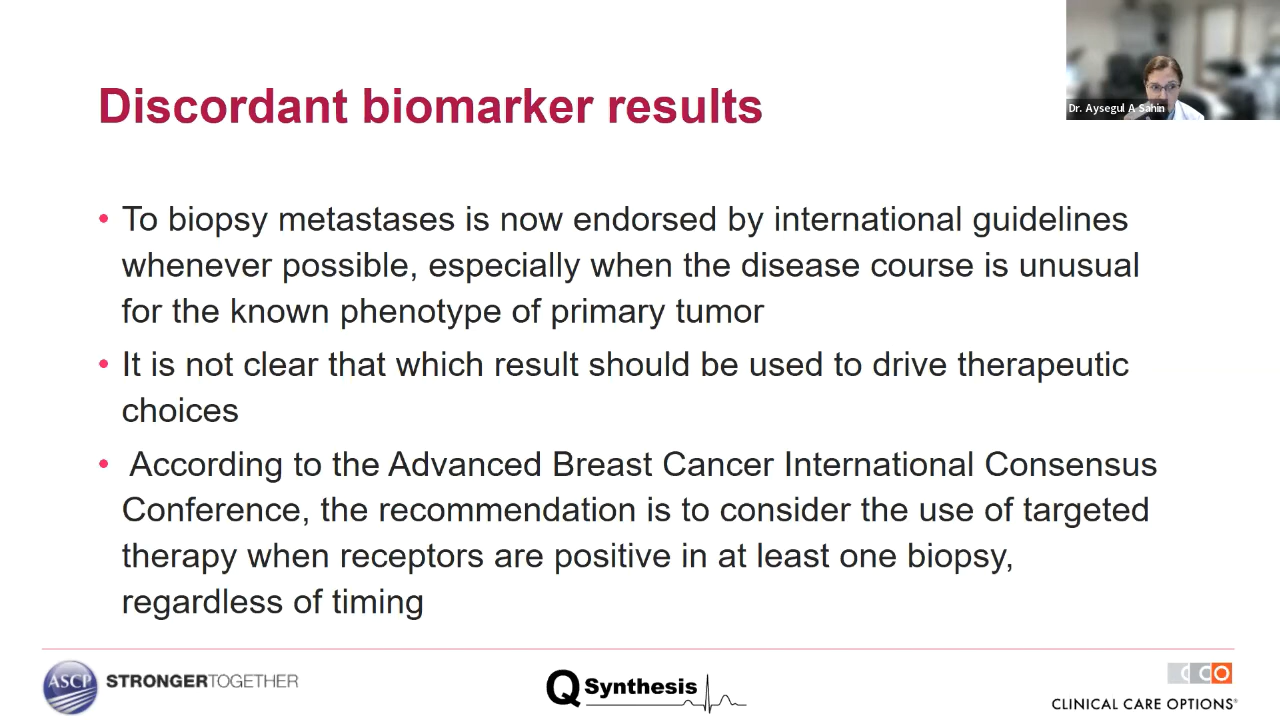 Dr. Aysegul A Sahin
Discordant biomarker results
• To biopsy metastases is now endorsed by international guidelines
whenever possible, especially when the disease course is unusual
for the known phenotype of primary tumor
• It is not clear that which result should be used to drive therapeutic
choices
• According to the Advanced Breast Cancer International Consensus
Conference, the recommendation is to consider the use of targeted
therapy when receptors are positive in at least one biopsy,
regardless of timing
ASCP STRONGERTOGETHER
Q Synthesis
CCO
CLINICAL CARE OPTIONS®